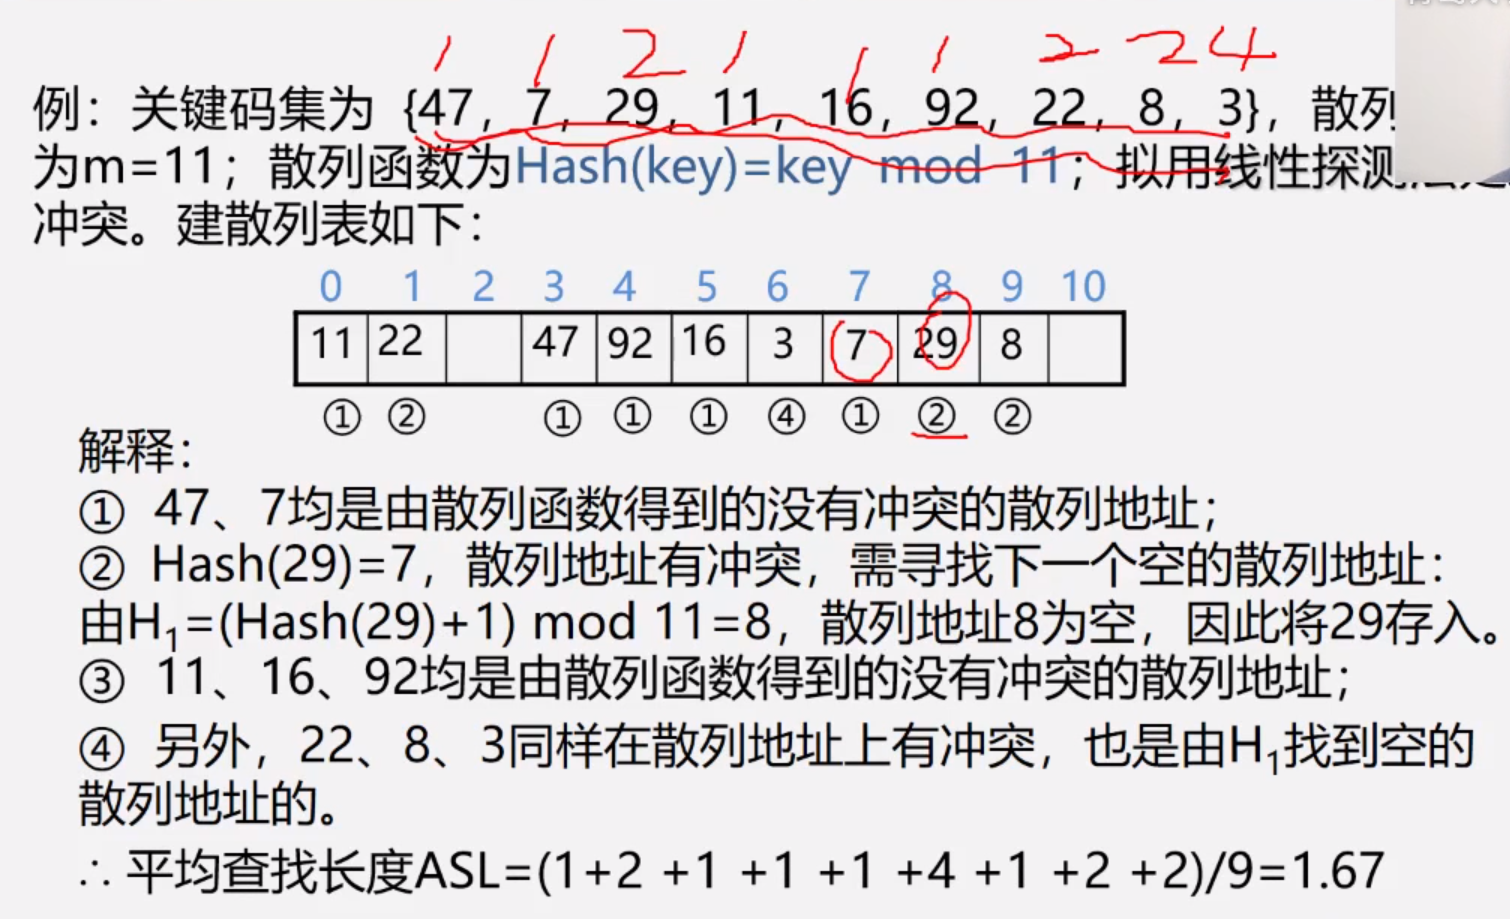 1 1 2 1 1 1 2 2 4
例：关键码集为 {47，7，29，11，16，92，22，8，3}，散列
为m=11；散列函数为Hash(key)=key mod 11；拟用线性探测
冲突。建散列表如下：
0 1 2 3 4 5 6 7 8 9 10
11 22 47 92 16 3 7 29 8
① ② ① ① ① ④ ① ② ②
解释：
① 47、7均是由散列函数得到的没有冲突的散列地址；
② Hash(29)=7，散列地址有冲突，需寻找下一个空的散列地址：
由H₁=(Hash(29)+1) mod 11=8，散列地址8为空，因此将29存入。
③ 11、16、92均是由散列函数得到的没有冲突的散列地址；
④ 另外，22、8、3同样在散列地址上有冲突，也是由H₁找到空的
散列地址的。
∴ 平均查找长度ASL=(1+2 +1 +1 +1 +4 +1 +2 +2)/9=1.67